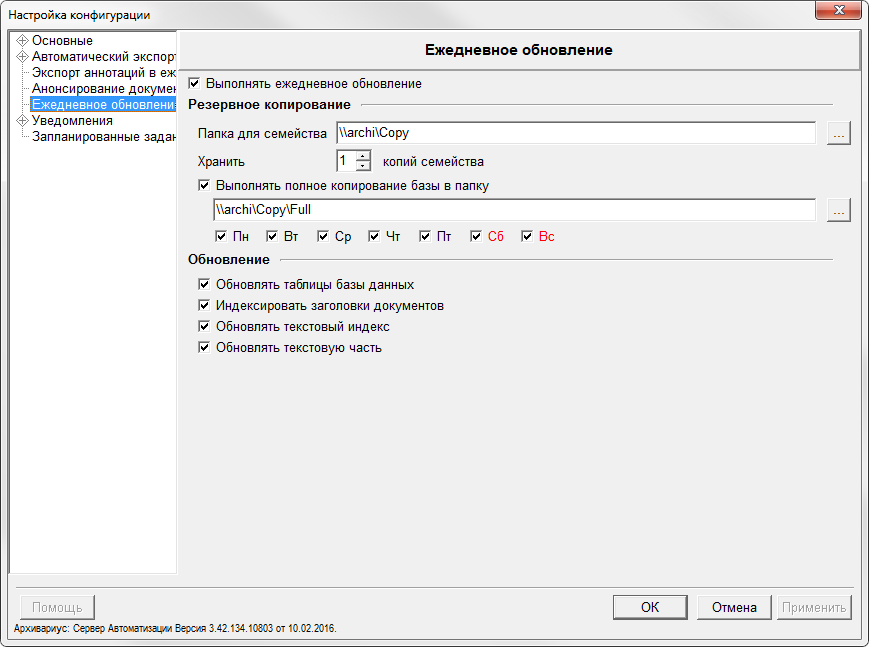 Настройка конфигурации
Основные
Автоматический экспорт
Экспорт аннотаций в еж
Анонсирование докумен
Ежедневное обновлени
Уведомления
Запланированные задан
Ежедневное обновление
Выполнять ежедневное обновление
Резервное копирование
Папка для семейства \\archi\Copy ...
Хранить 1 копий семейства
Выполнять полное копирование базы в папку
\\archi\Copy\Full ...
Пн Вт Ср Чт Пт Сб Вс
Обновление
Обновлять таблицы базы данных
Индексировать заголовки документов
Обновлять текстовый индекс
Обновлять текстовую часть
Помощь OK Отмена Применить
Архивариус: Сервер Автоматизации Версия 3.42.134.10803 от 10.02.2016.